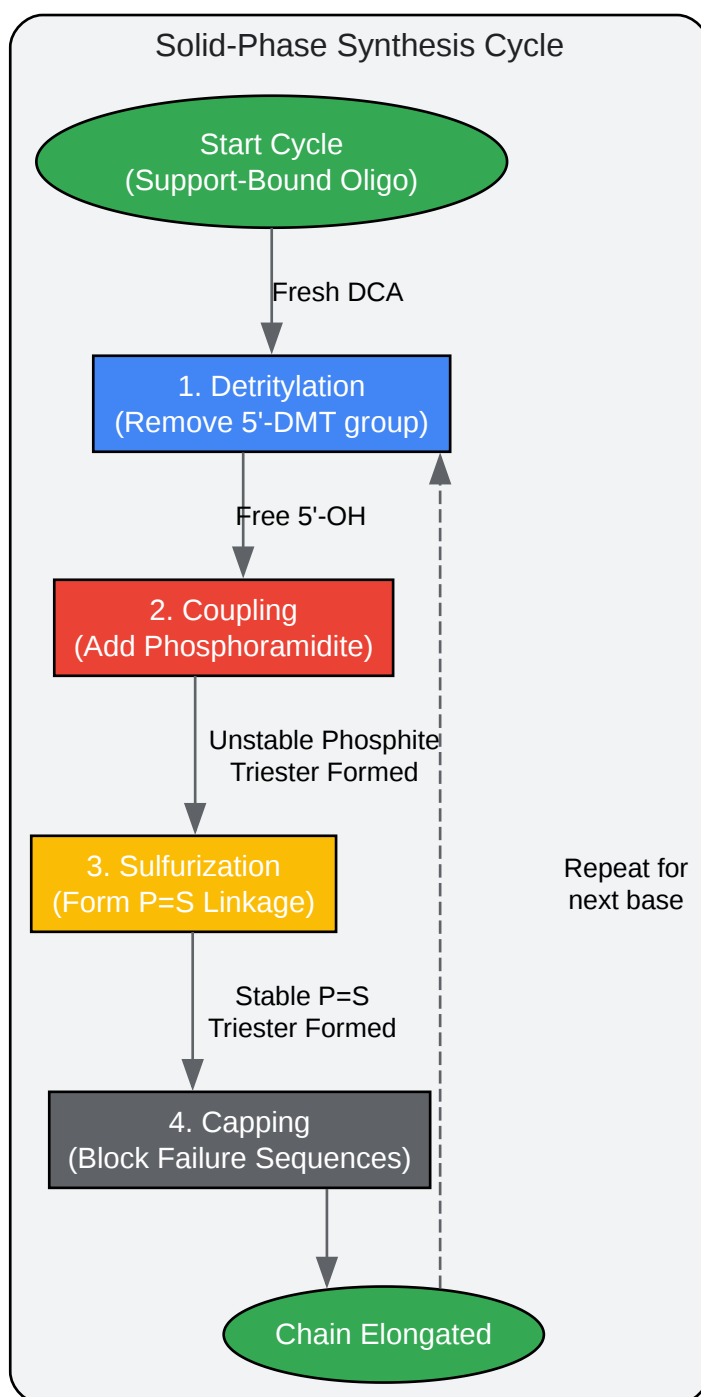 Solid-Phase Synthesis Cycle
Start Cycle
(Support-Bound Oligo)
Fresh DCA
1. Detritylation
(Remove 5'-DMT group)
Free 5'-OH
2. Coupling
(Add Phosphoramidite)
Unstable Phosphite
Triester Formed
3. Sulfurization
(Form P=S Linkage)
Repeat for
next base
Stable P=S
Triester Formed
4. Capping
(Block Failure Sequences)
Chain Elongated